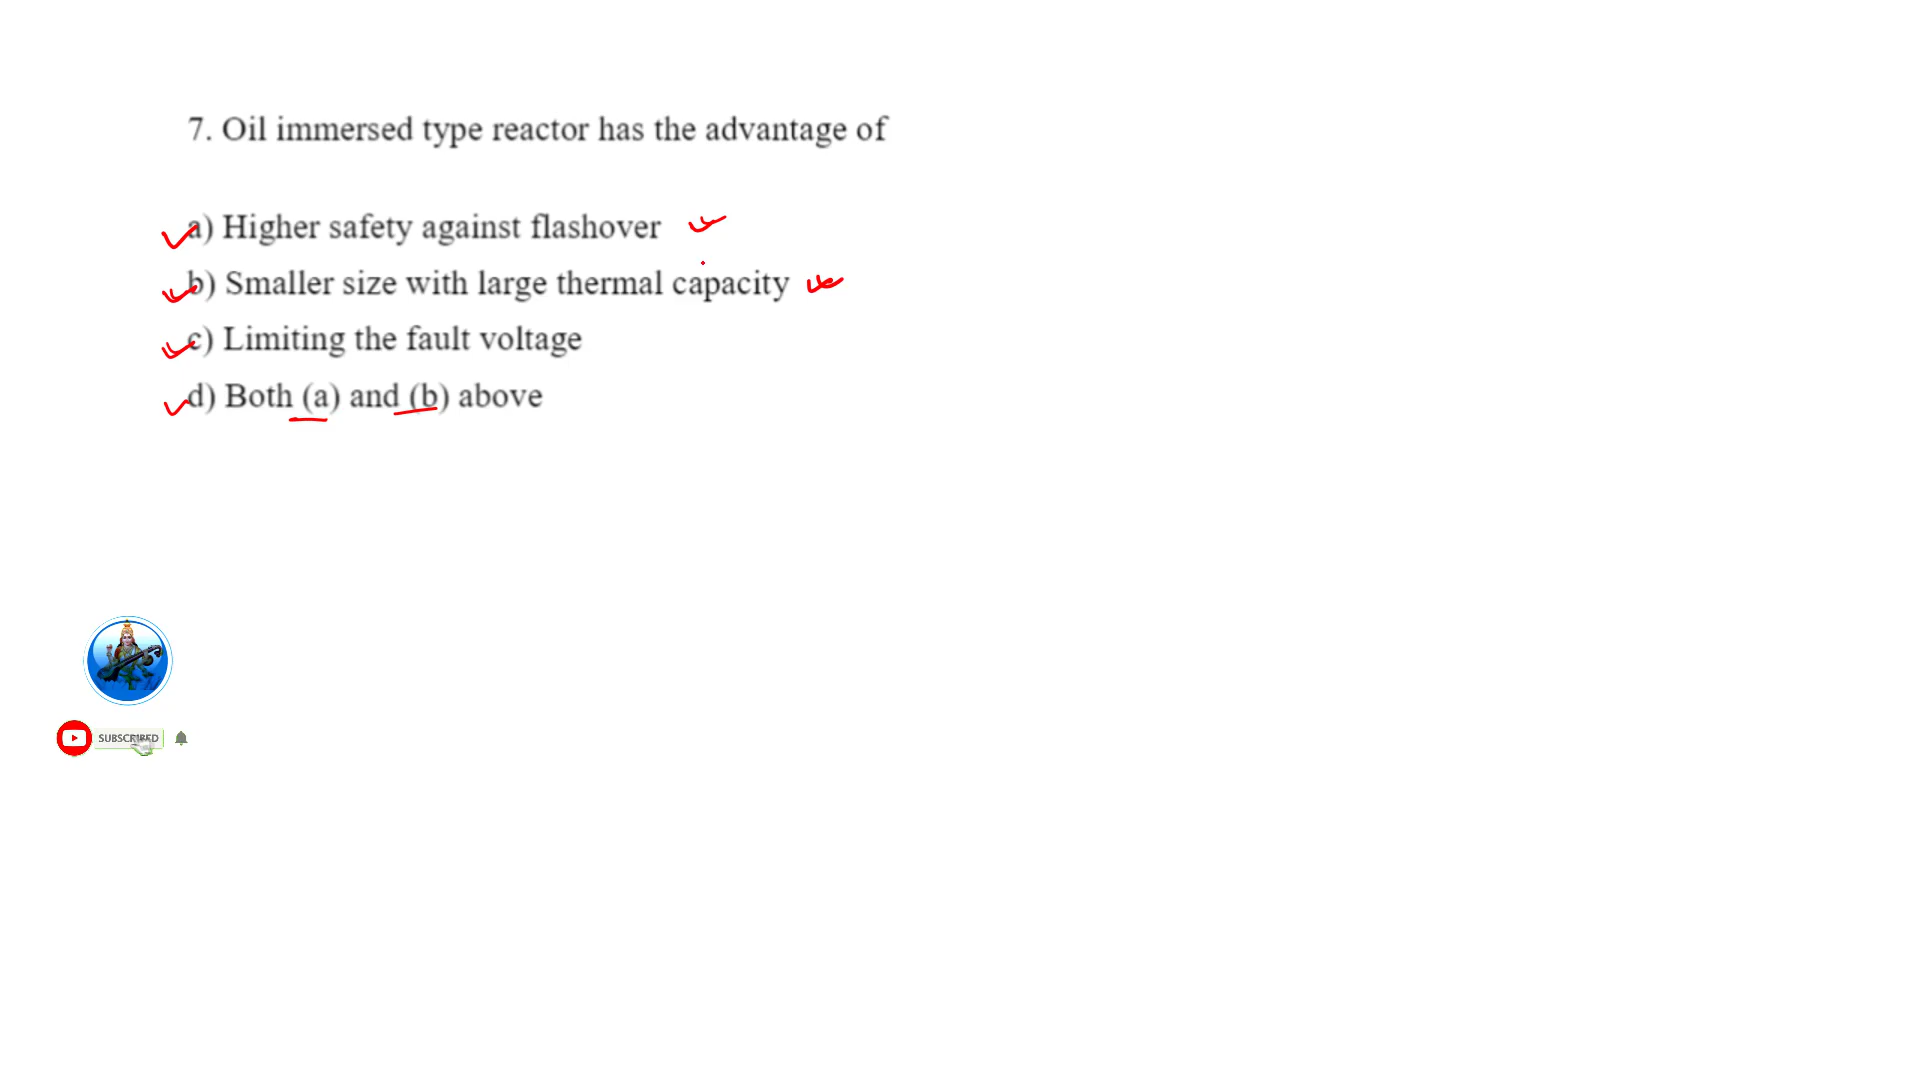 7. Oil immersed type reactor has the advantage of
a) Higher safety against flashover
b) Smaller size with large thermal capacity
c) Limiting the fault voltage
d) Both (a) and (b) above
SUBSCRIBED